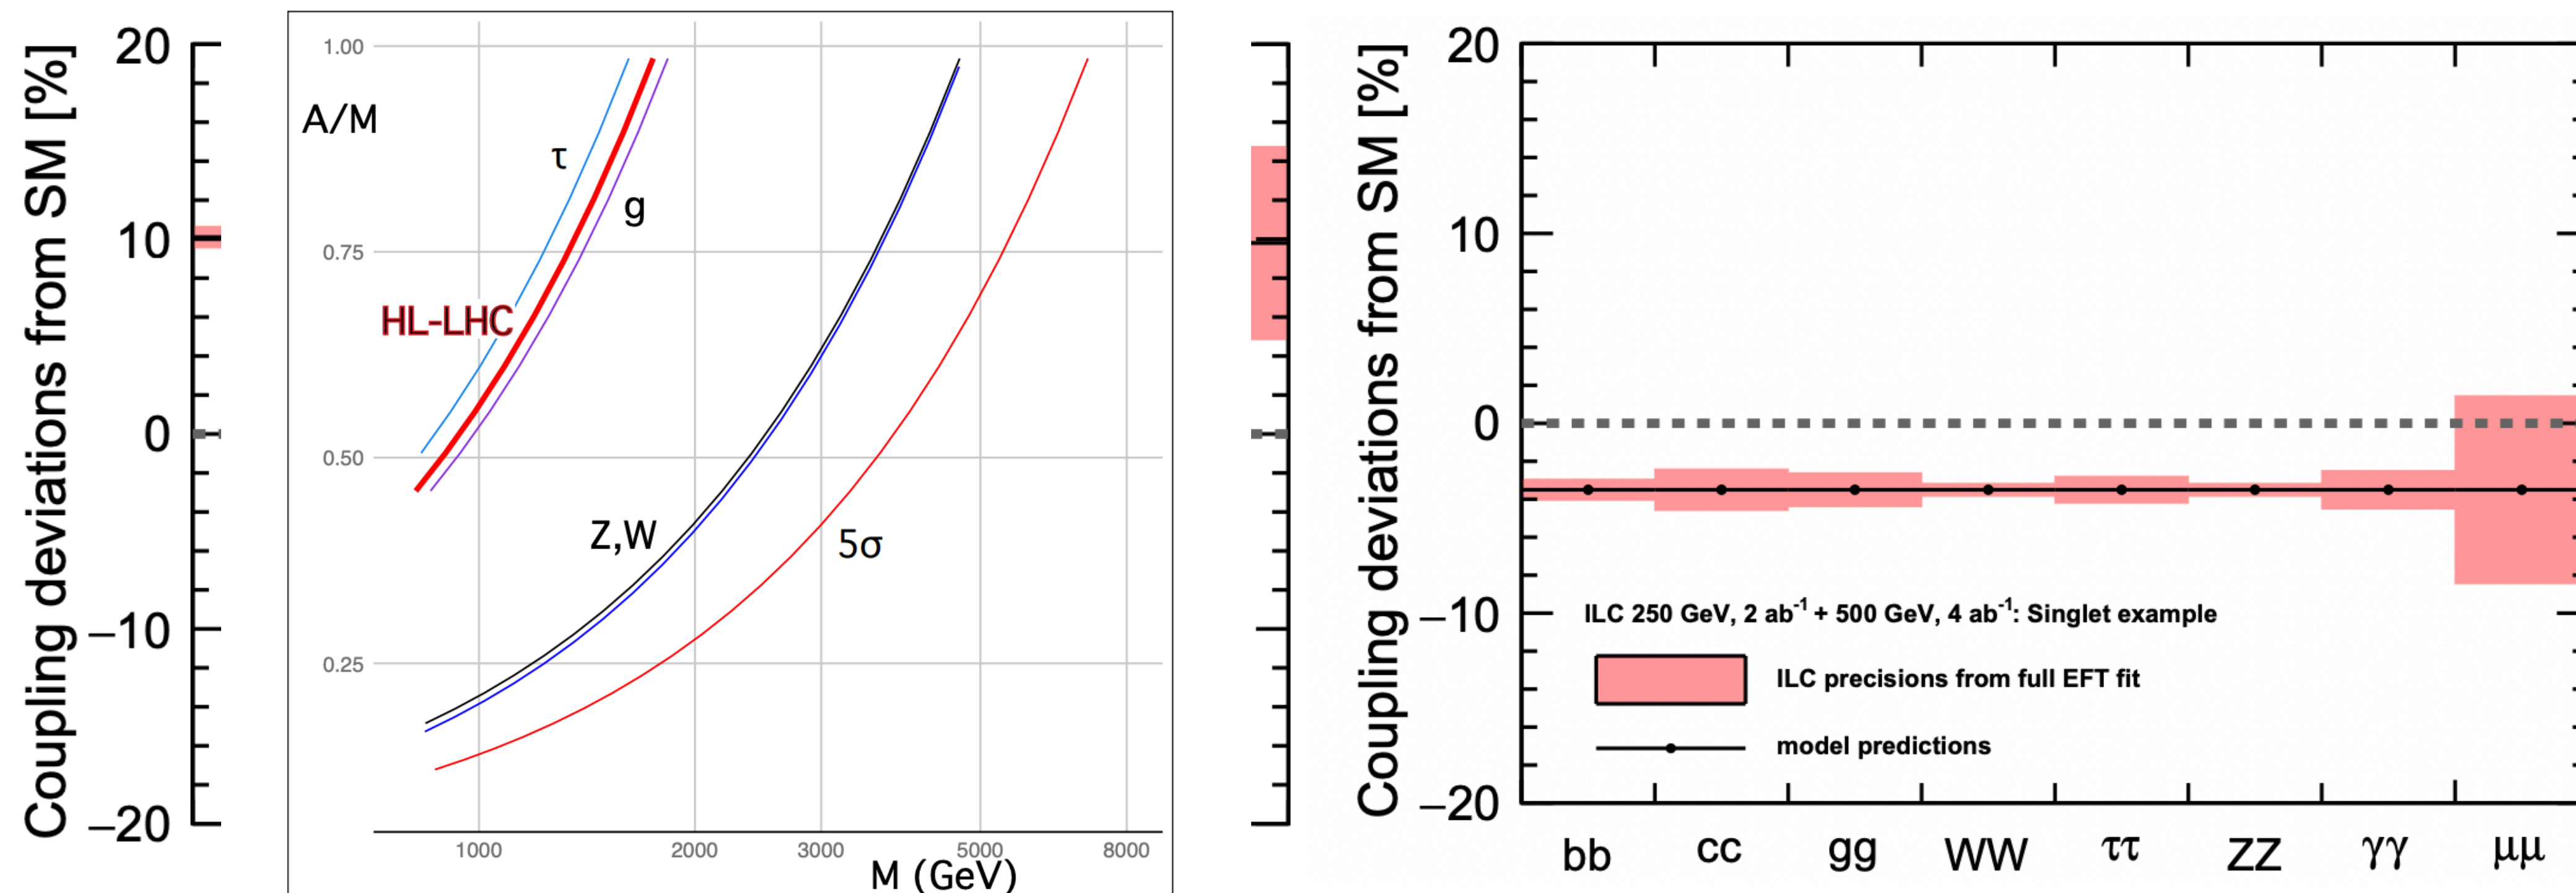 Coupling deviations from SM [%]
20
10
0
−10
−20
1.00
A/M
τ
g
0.75
HL-LHC
0.50
Z,W
5σ
0.25
1000 2000 3000 5000 8000
M (GeV)
Coupling deviations from SM [%]
20
10
0
−10
−20
ILC 250 GeV, 2 ab⁻¹ + 500 GeV, 4 ab⁻¹: Singlet example
ILC precisions from full EFT fit
model predictions
bb cc gg WW ττ ZZ γγ μμ